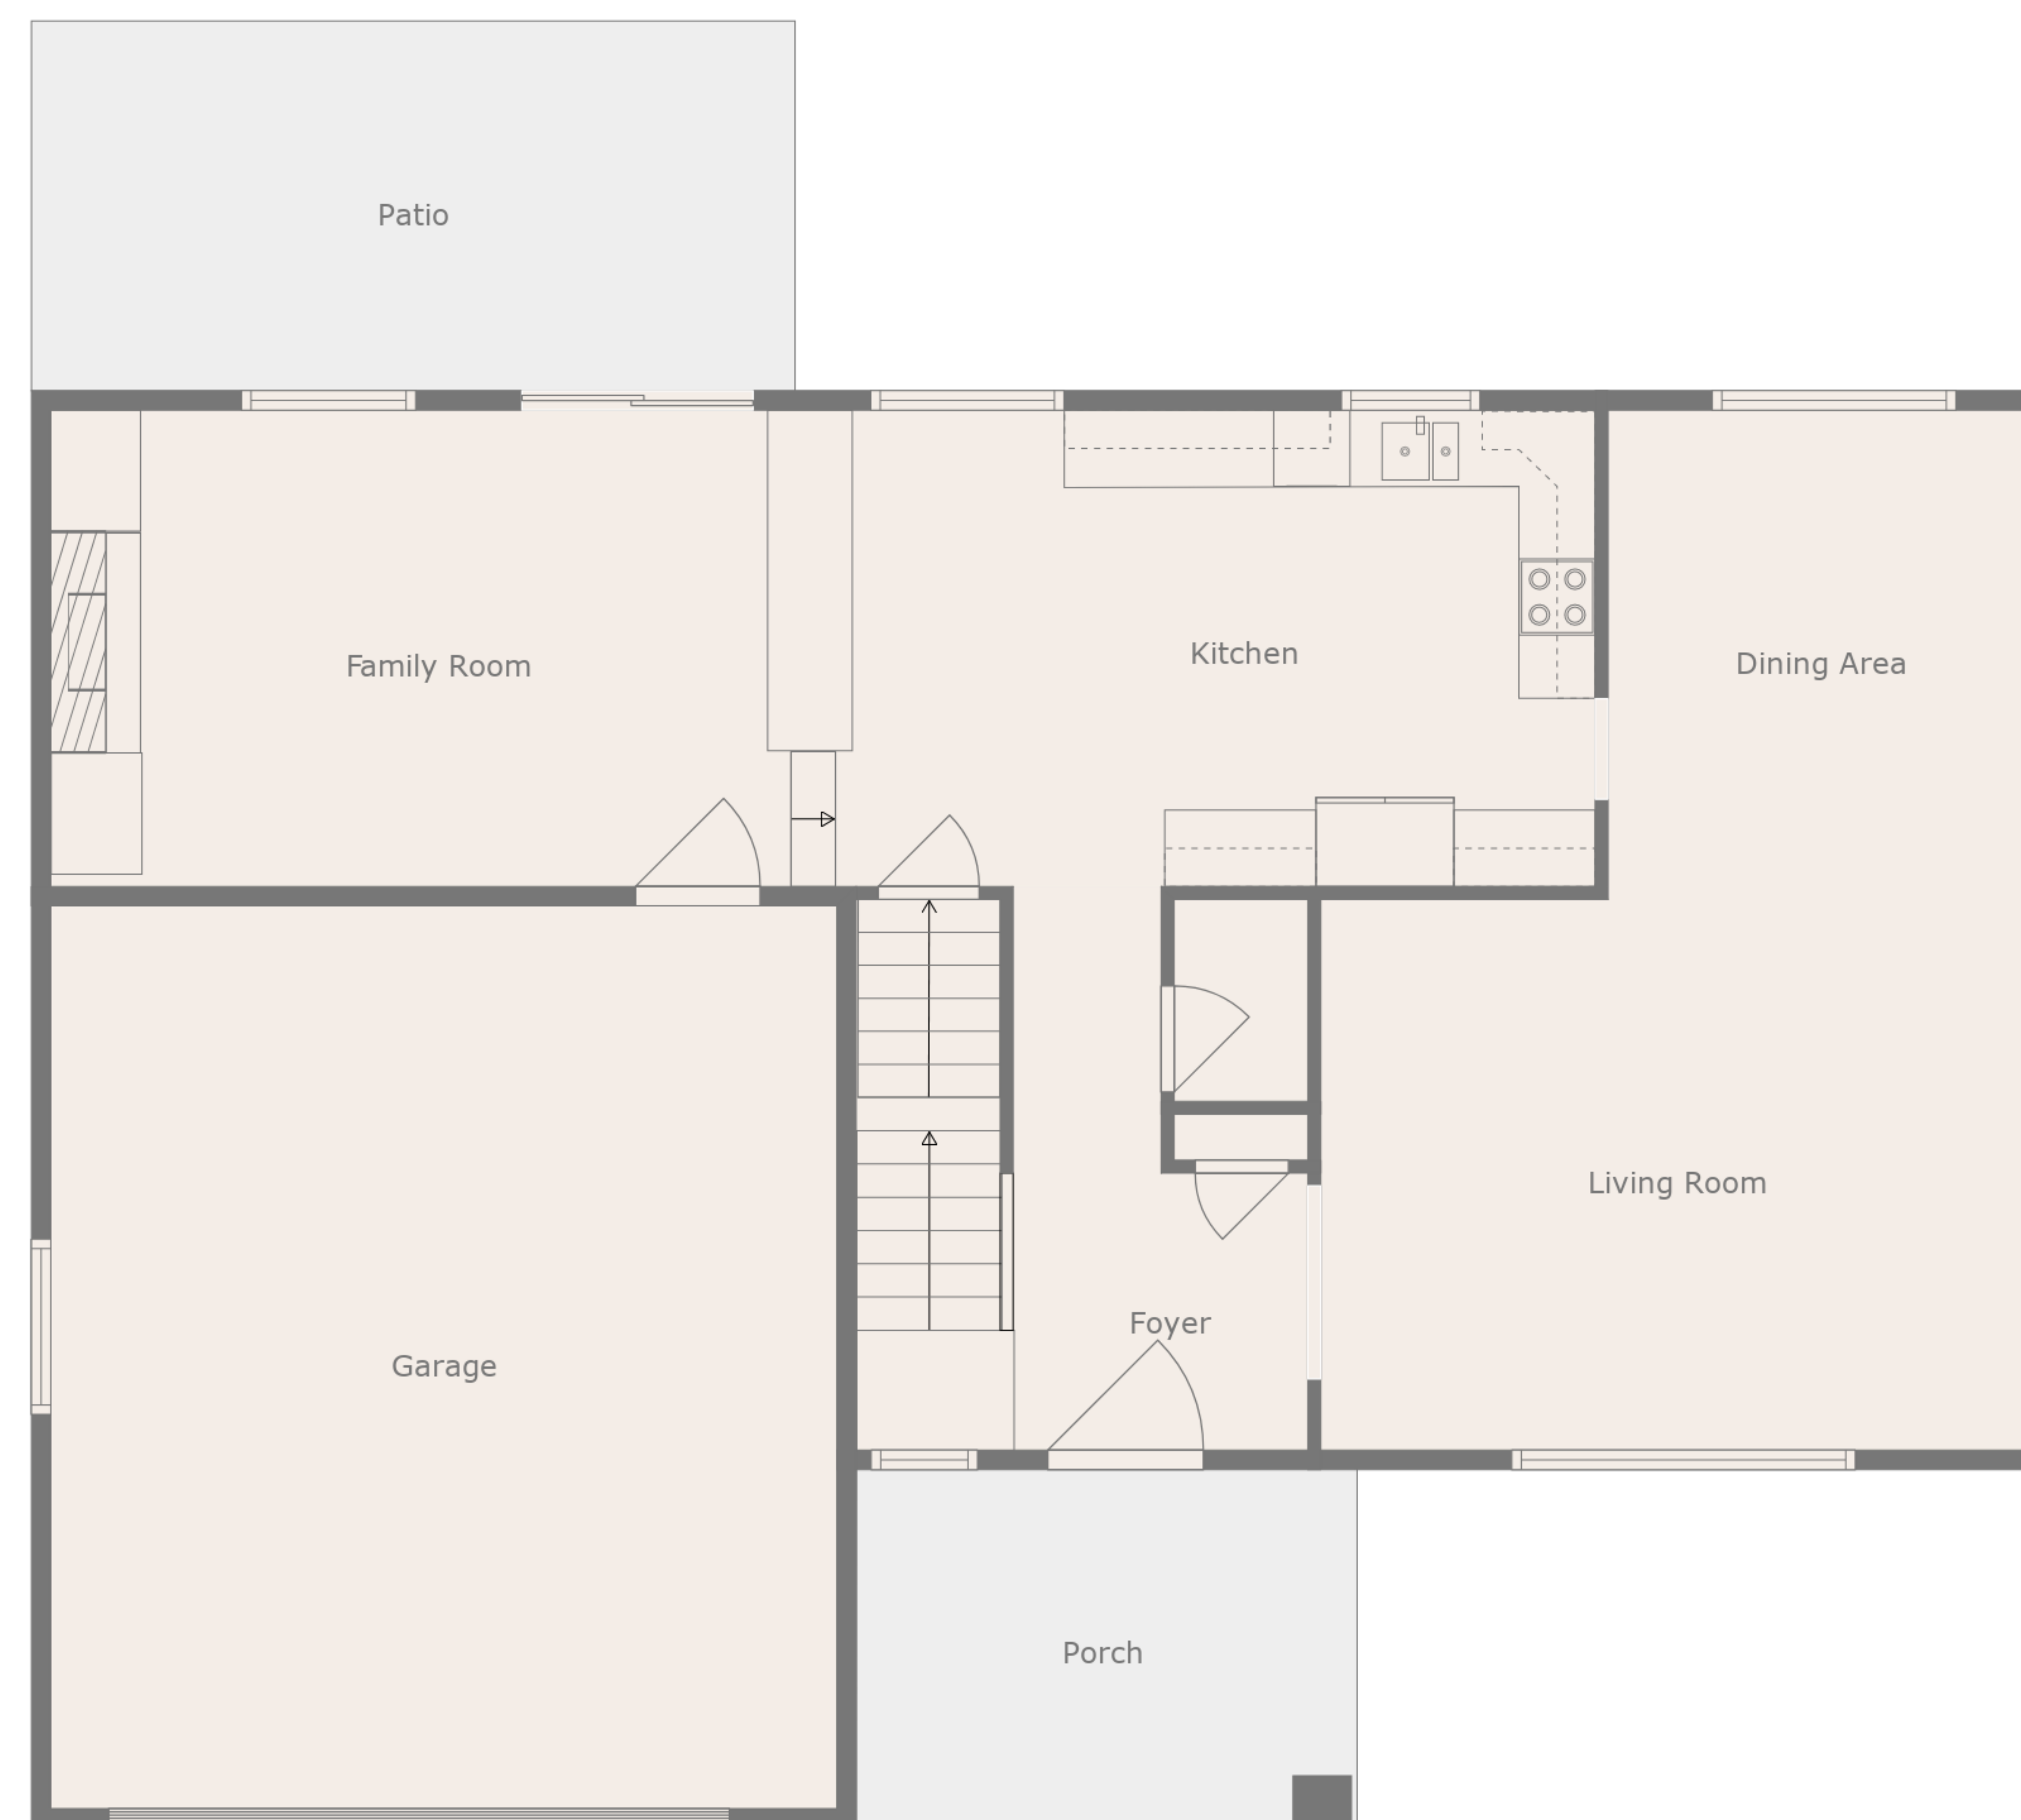 Patio
Family Room
Kitchen
Dining Area
Living Room
Foyer
Garage
Porch